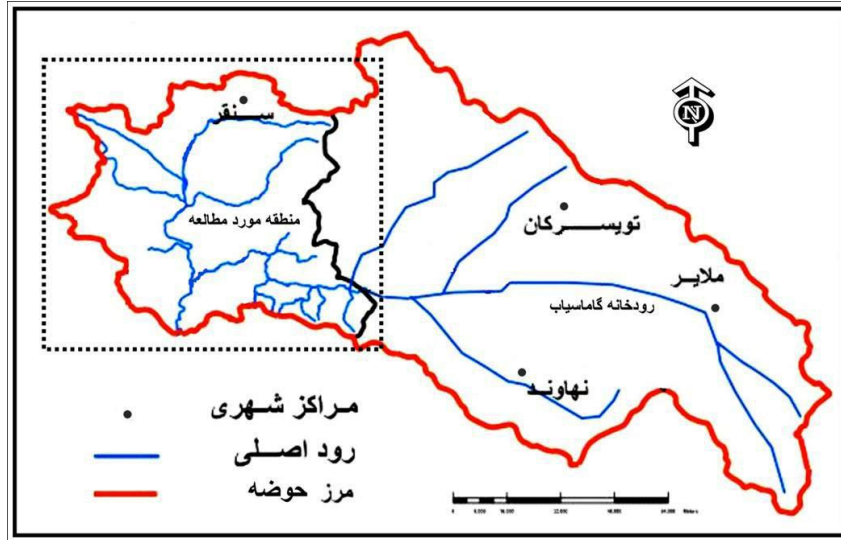 سنقر
N
منطقه مورد مطالعه
تویسرکان
ملایر
رودخانه گاماسیاب
نهاوند
مراکز شهری
رود اصلی
مرز حوضه